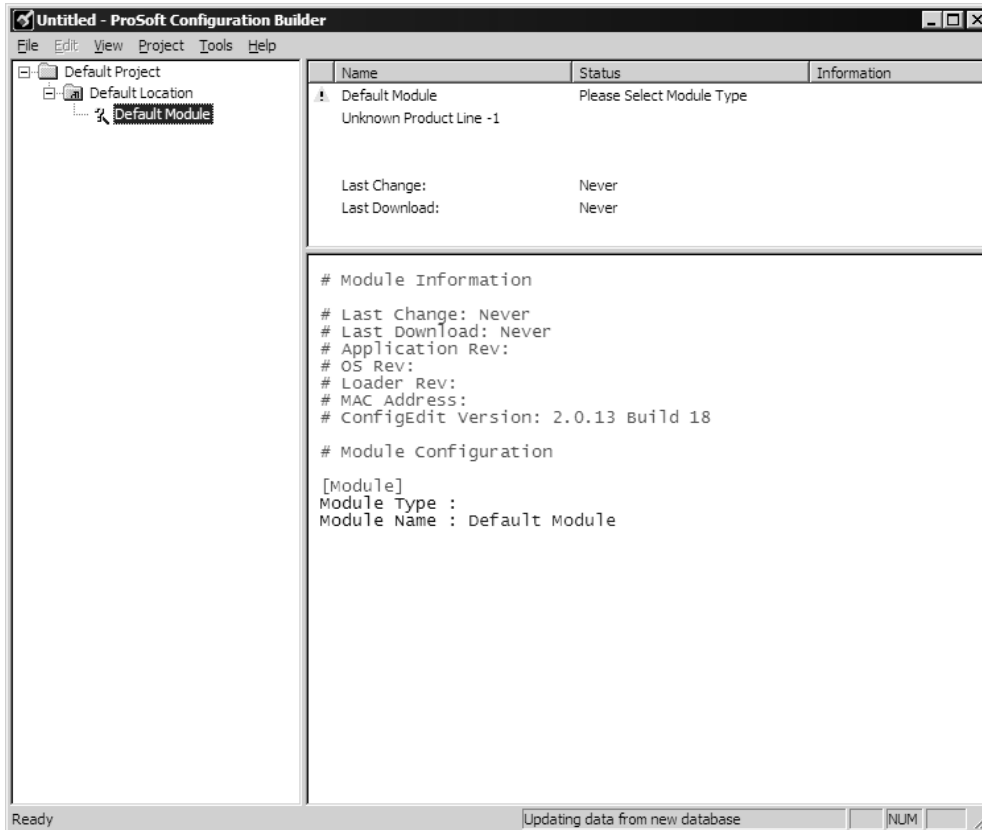 Untitled - ProSoft Configuration Builder
File Edit View Project Tools Help
Default Project
Default Location
Default Module
Name Status Information
Default Module Please Select Module Type
Unknown Product Line -1
Last Change: Never
Last Download: Never
# Module Information
# Last Change: Never
# Last Download: Never
# Application Rev:
# OS Rev:
# Loader Rev:
# MAC Address:
# ConfigEdit Version: 2.0.13 Build 18
# Module Configuration
[Module]
Module Type :
Module Name : Default Module
Ready Updating data from new database NUM